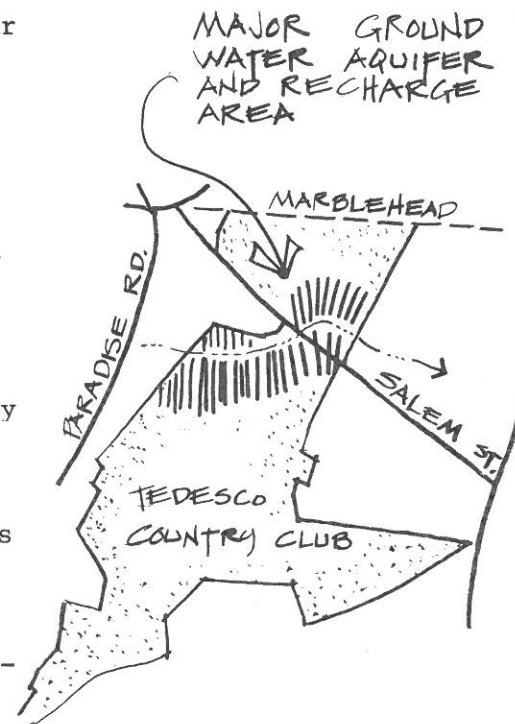 r
MAJOR GROUND
WATER AQUIFER
AND RECHARGE
AREA
MARBLEHEAD
PARADISE RD.
y
SALEM ST.
TEDESCO
s
COUNTRY CLUB
-